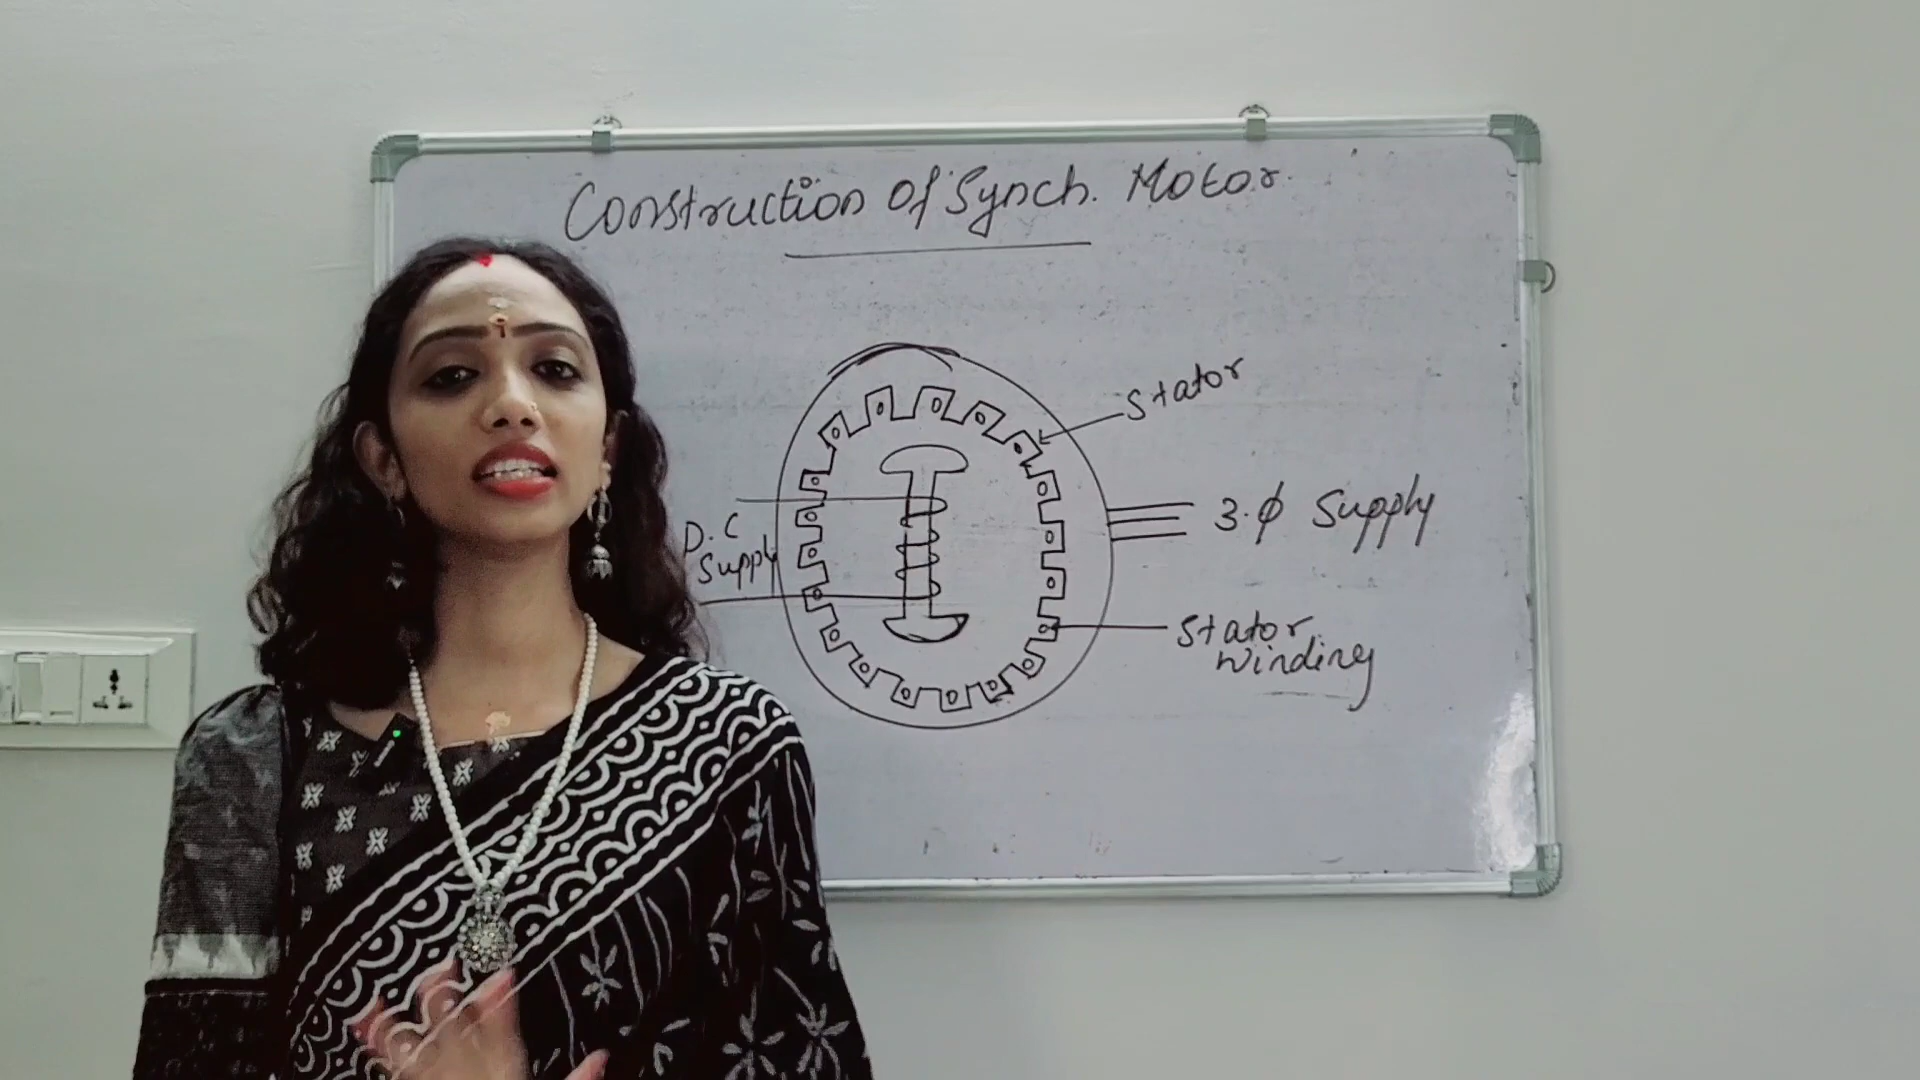 Construction of Synch. Motor
Stator
3.ϕ Supply
D.C
Supply
Stator
Winding